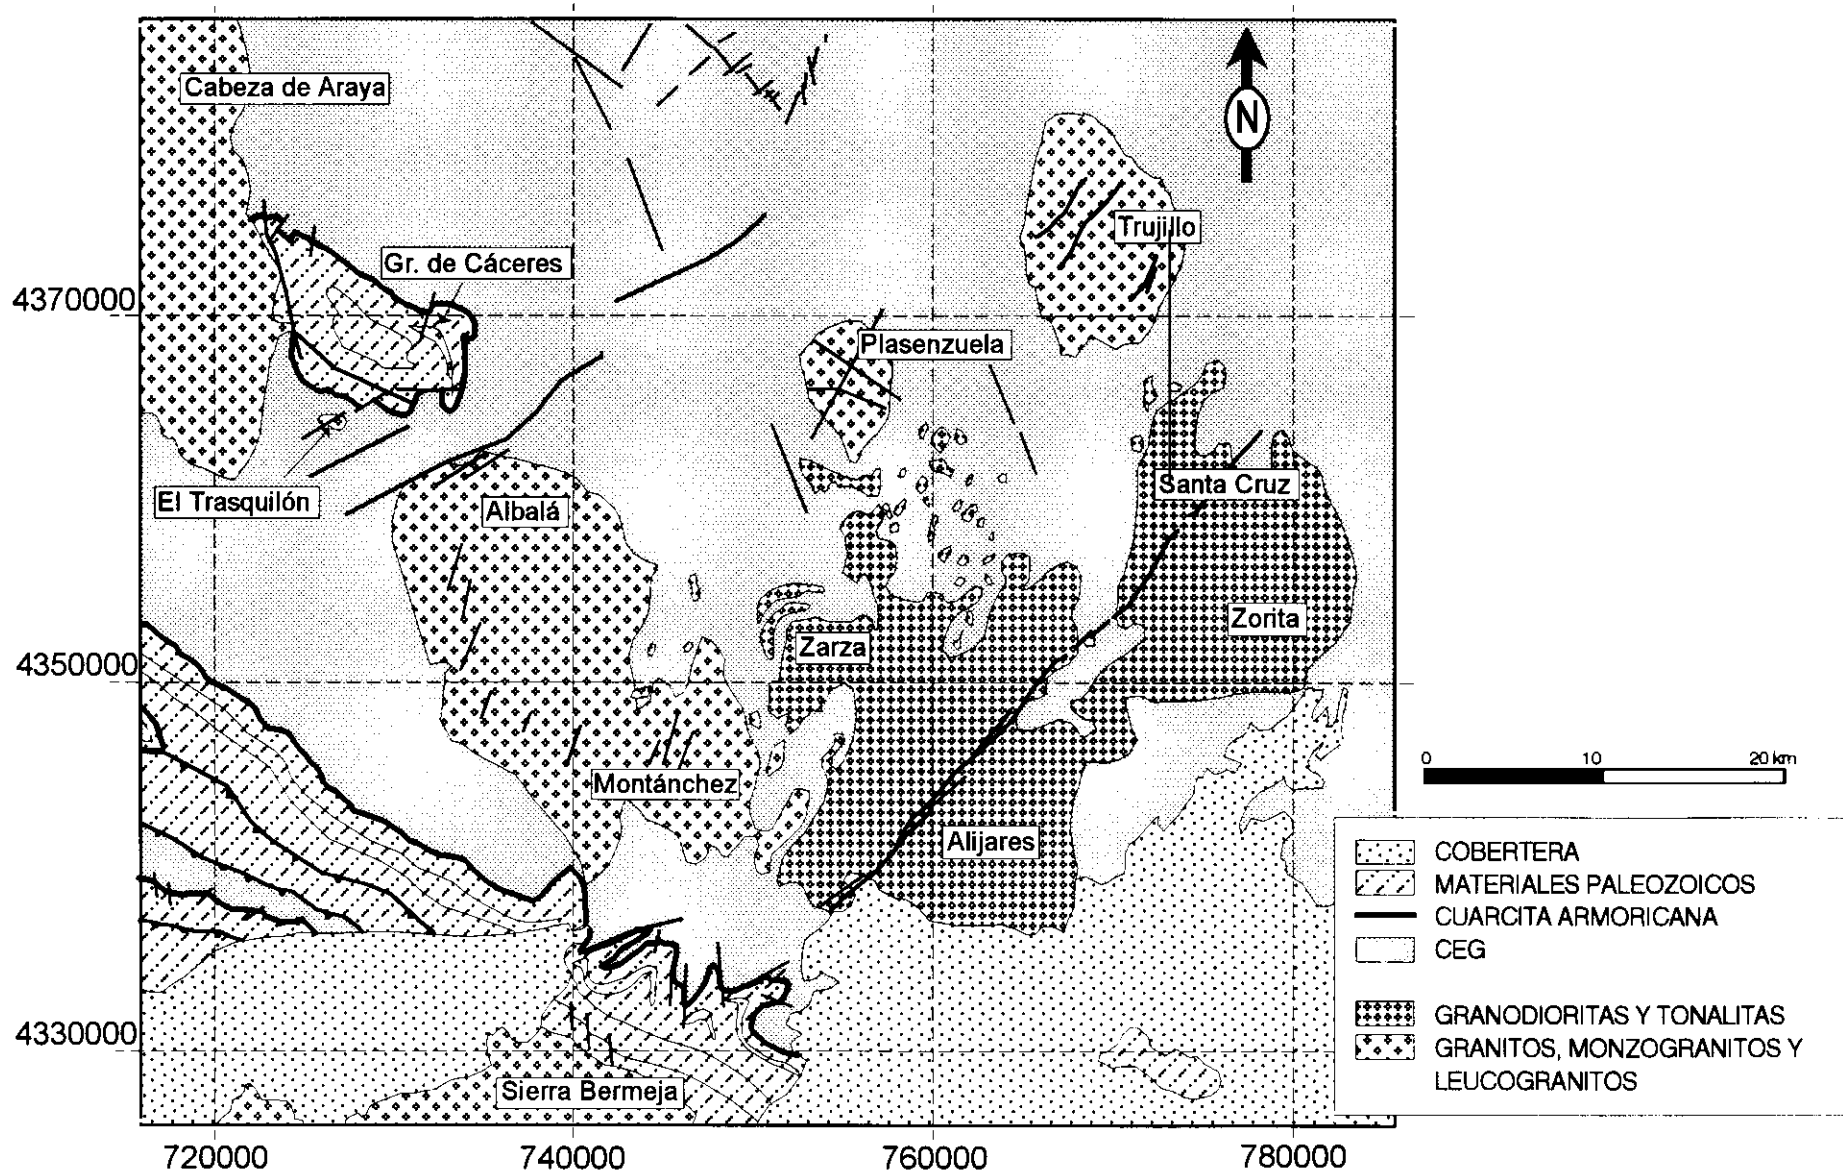 Cabeza de Araya
N
Trujillo
Gr. de Cáceres
4370000
Plasenzuela
El Trasquilón
Albalá
Santa Cruz
Zorita
Zarza
4350000
0 10 20 km
Montánchez
Alijares
COBERTERA
MATERIALES PALEOZOICOS
CUARCITA ARMORICANA
CEG
GRANODIORITAS Y TONALITAS
GRANITOS, MONZOGRANITOS Y
LEUCOGRANITOS
4330000
Sierra Bermeja
720000 740000 760000 780000